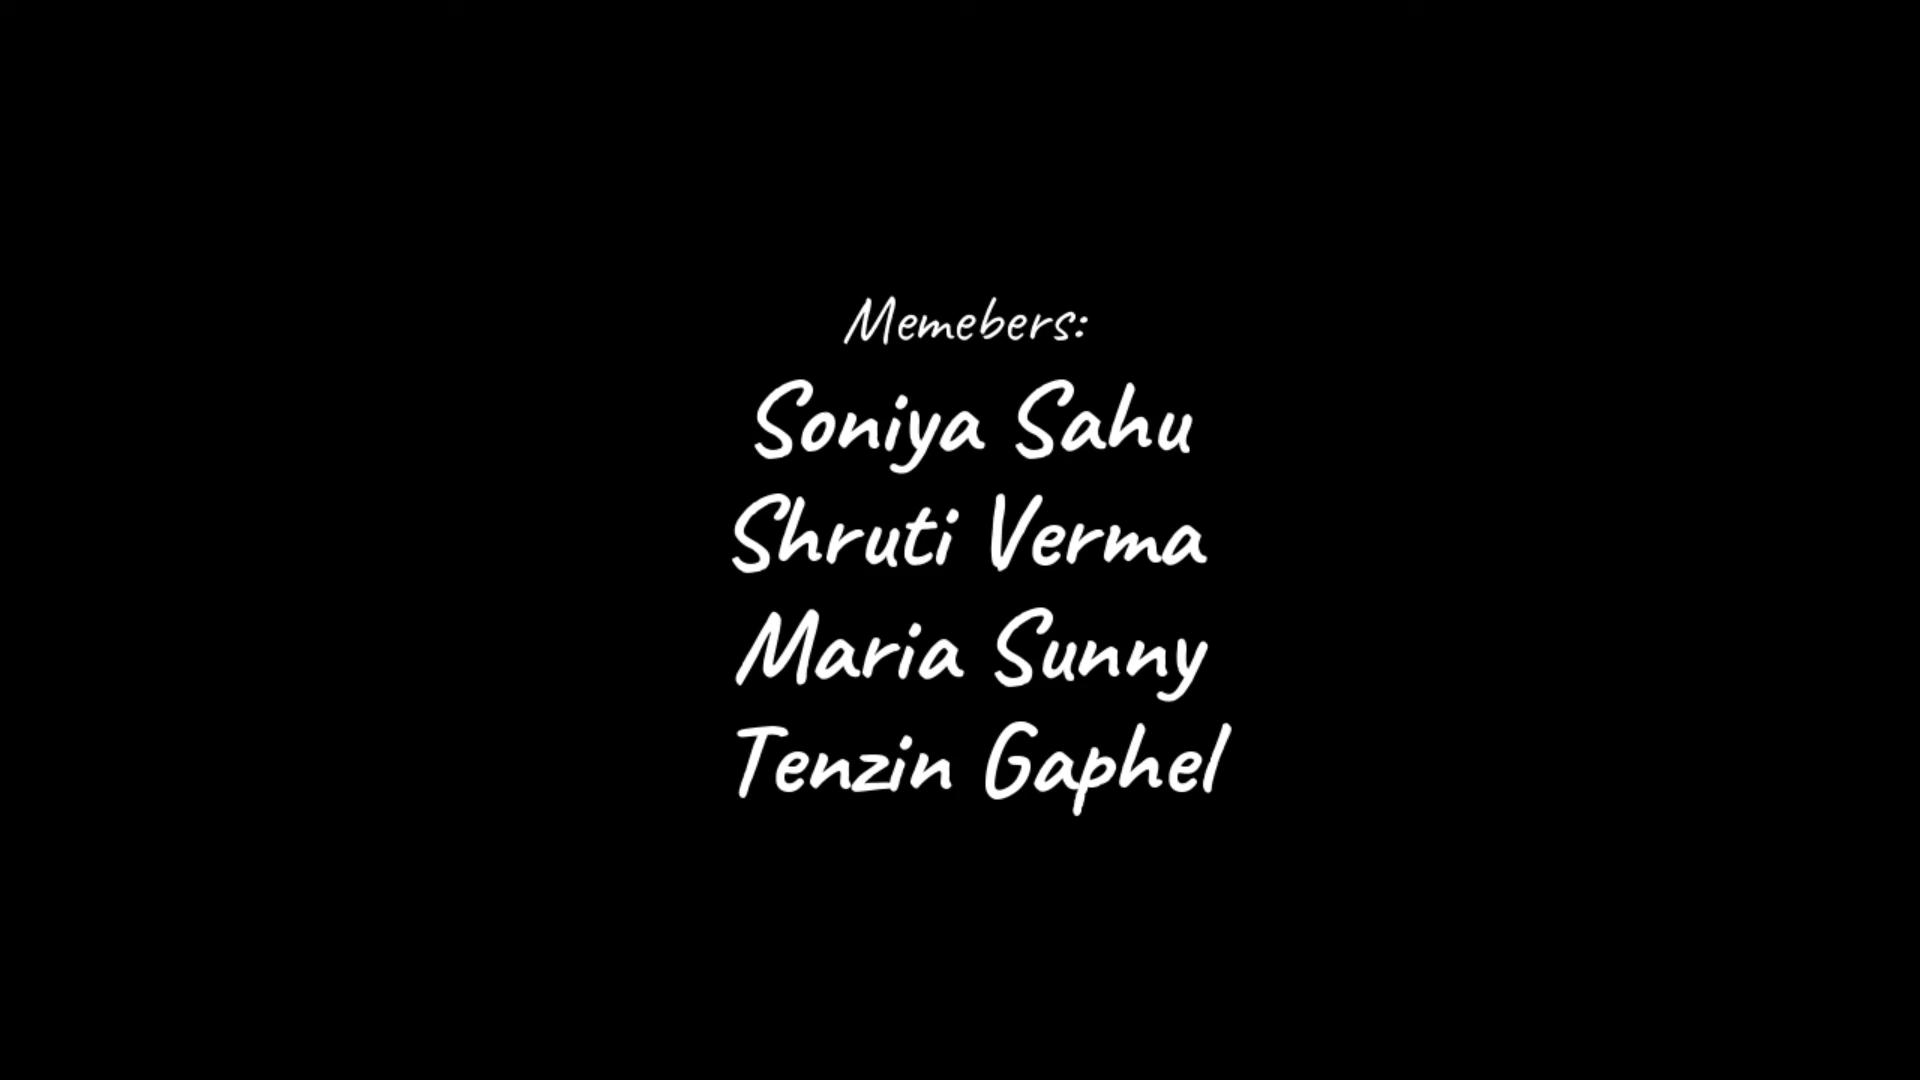 Memebers:
Soniya Sahu
Shruti Verma
Maria Sunny
Tenzin Gaphel